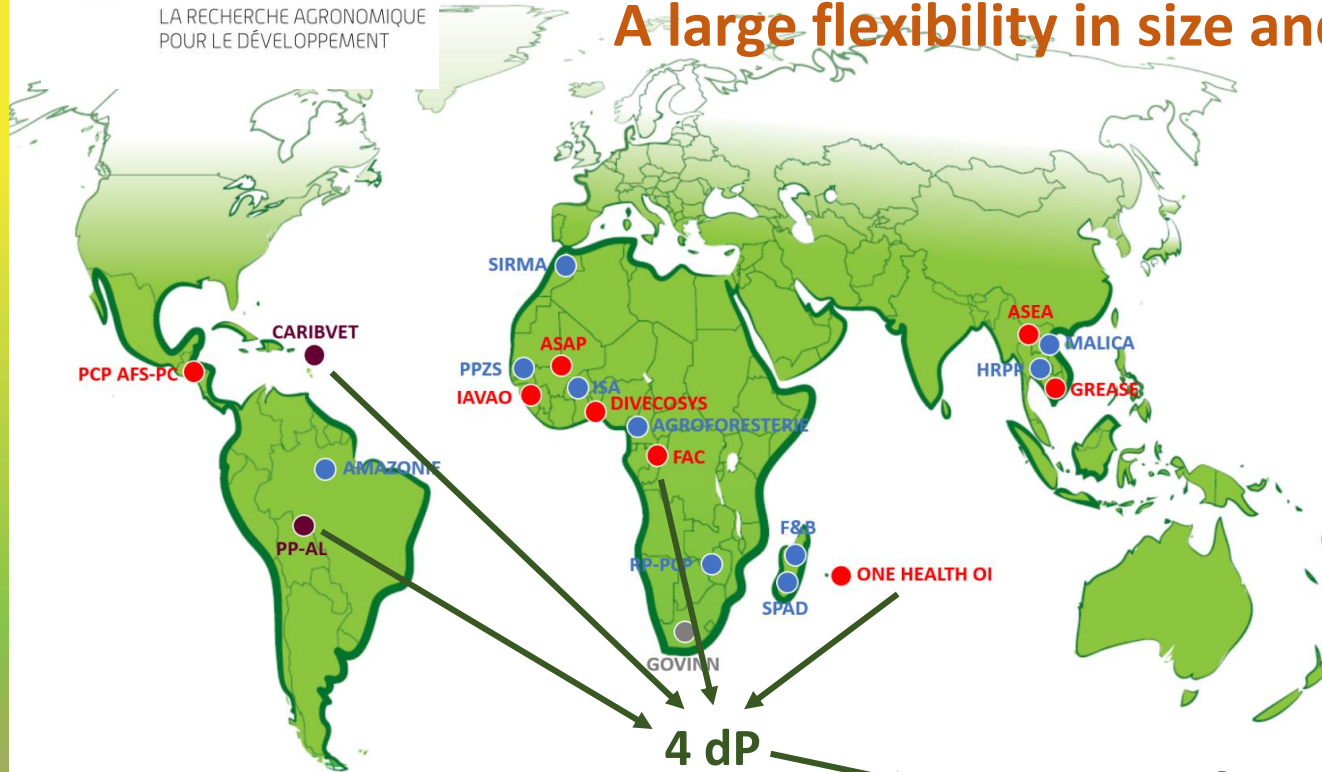 LA RECHERCHE AGRONOMIQUE
POUR LE DÉVELOPPEMENT
A large flexibility in size and
SIRMA
ASEA
CARIBVET
MALICA
ASAP
PCP AFS-PC
PPZS
HRPP
ISA
GREASE
IAVAO
DIVECOSYS
AGROFORESTERIE
FAC
AMAZONIE
F&B
PP-AL
RP-PCP
ONE HEALTH OI
SPAD
GOVINN
4 dP